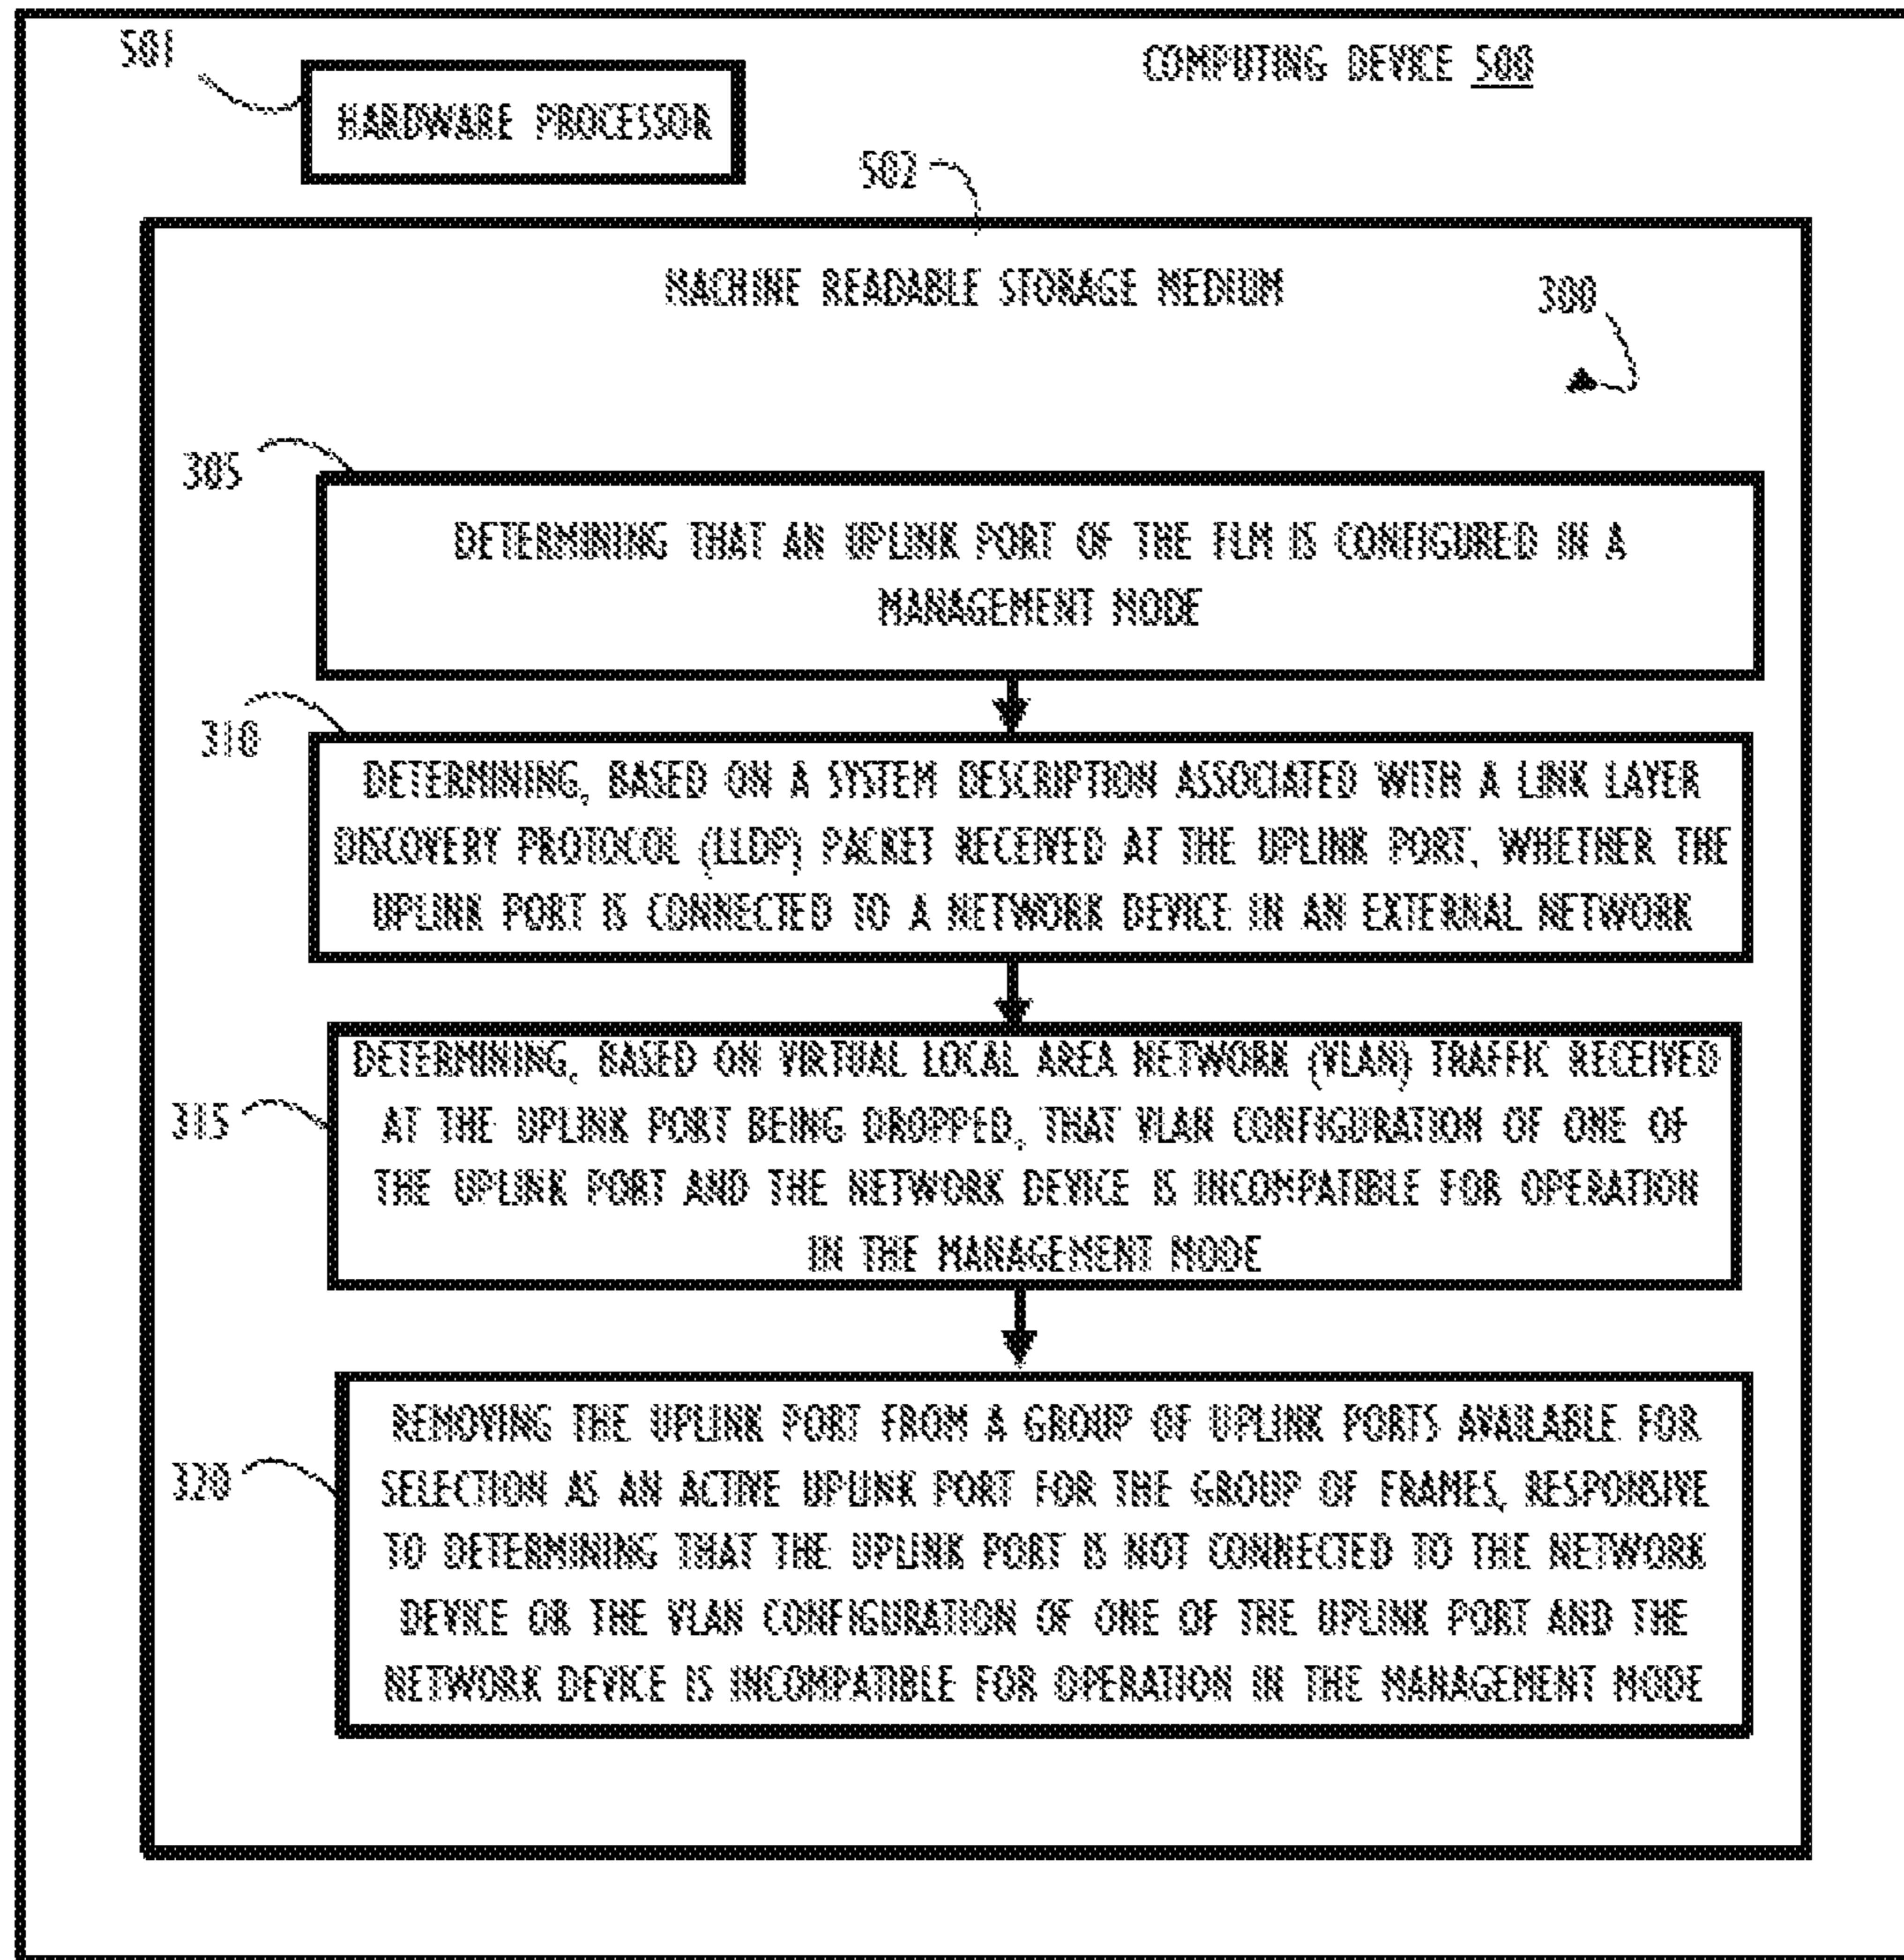 501
COMPUTING DEVICE 500
HARDWARE PROCESSOR
502
MACHINE READABLE STORAGE MEDIUM
300
305
DETERMINING THAT AN UPLINK PORT OF THE FLM IS CONFIGURED IN A
MANAGEMENT MODE
310
DETERMINING, BASED ON A SYSTEM DESCRIPTION ASSOCIATED WITH A LINK LAYER
DISCOVERY PROTOCOL (LLDP) PACKET RECEIVED AT THE UPLINK PORT, WHETHER THE
UPLINK PORT IS CONNECTED TO A NETWORK DEVICE IN AN EXTERNAL NETWORK
315
DETERMINING, BASED ON VIRTUAL LOCAL AREA NETWORK (VLAN) TRAFFIC RECEIVED
AT THE UPLINK PORT BEING DROPPED, THAT VLAN CONFIGURATION OF ONE OF
THE UPLINK PORT AND THE NETWORK DEVICE IS INCOMPATIBLE FOR OPERATION
IN THE MANAGEMENT MODE
320
REMOVING THE UPLINK PORT FROM A GROUP OF UPLINK PORTS AVAILABLE FOR
SELECTION AS AN ACTIVE UPLINK PORT FOR THE GROUP OF FRAMES, RESPONSIVE
TO DETERMINING THAT THE UPLINK PORT IS NOT CONNECTED TO THE NETWORK
DEVICE OR THE VLAN CONFIGURATION OF ONE OF THE UPLINK PORT AND THE
NETWORK DEVICE IS INCOMPATIBLE FOR OPERATION IN THE MANAGEMENT MODE